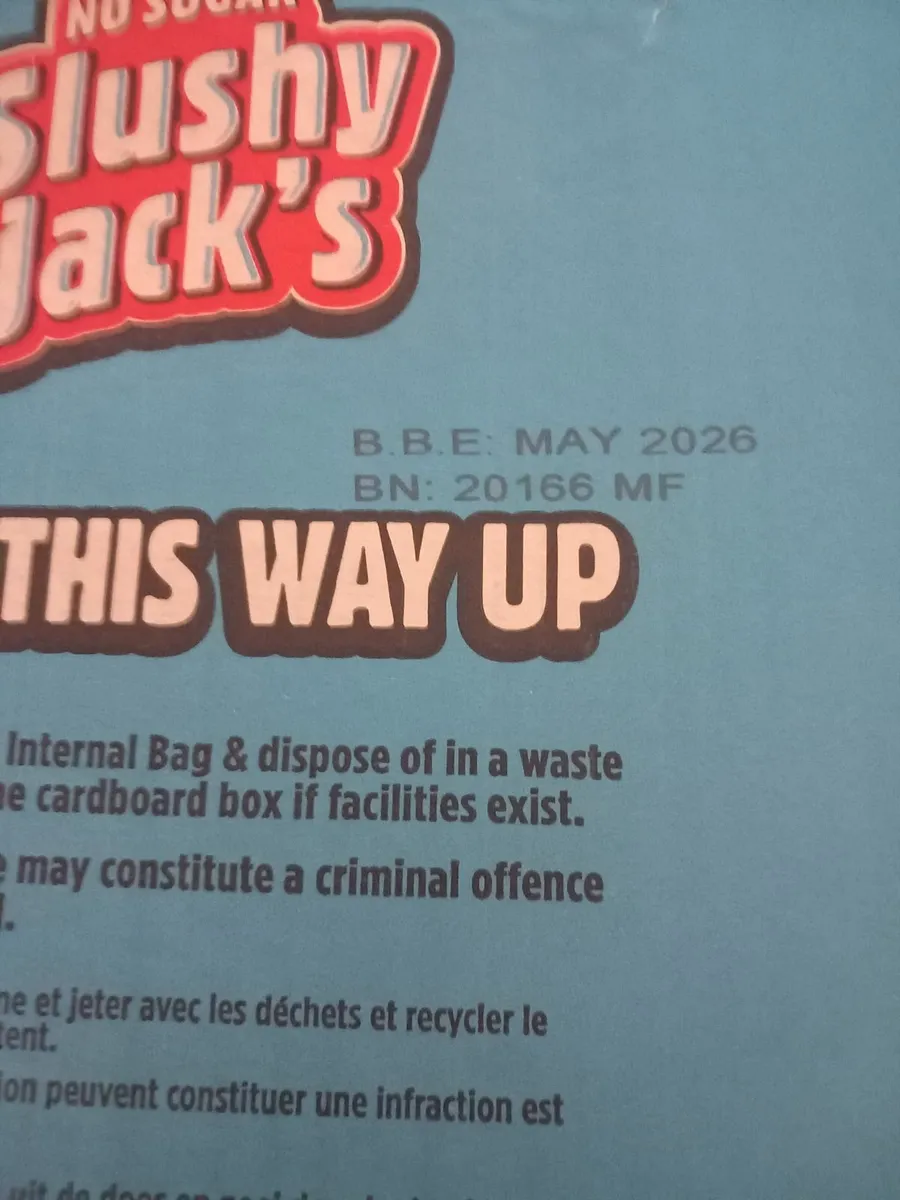 NO SUGAR
Slushy
Jack's
B.B.E: MAY 2026
BN: 20166 MF
THIS WAY UP
Internal Bag & dispose of in a waste
cardboard box if facilities exist.
may constitute a criminal offence
et jeter avec les déchets et recycler le
peuvent constituer une infraction est